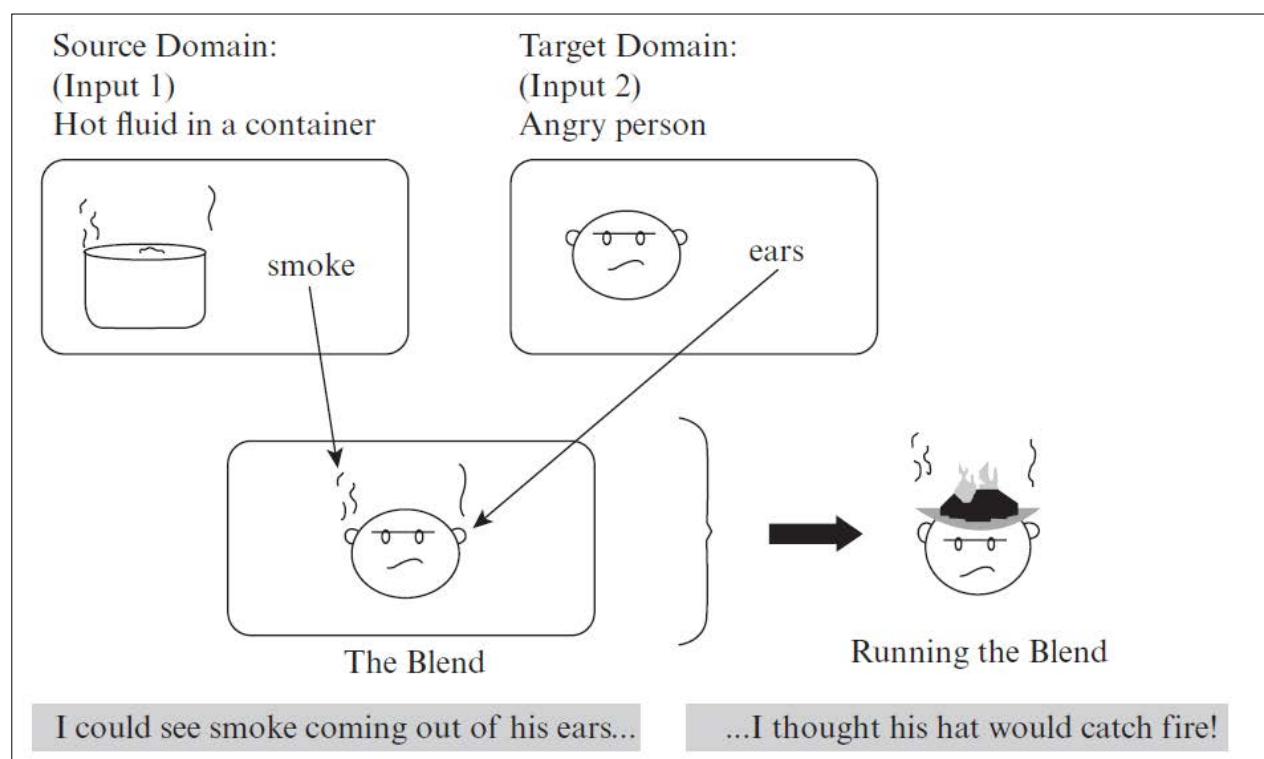 Source Domain:
(Input 1)
Hot fluid in a container
Target Domain:
(Input 2)
Angry person
smoke
ears
The Blend
Running the Blend
I could see smoke coming out of his ears...
...I thought his hat would catch fire!